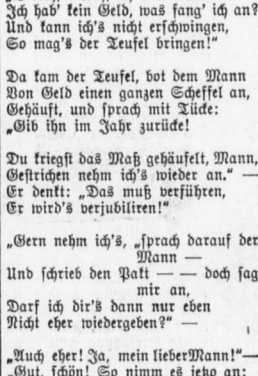 Ich hab' kein Geld, was fang' ich an?
Und kann ich's nicht erschwingen,
So mag's der Teufel bringen!“
Da kam der Teufel, bot dem Mann
Von Geld einen ganzen Scheffel an,
Gehäuft, und sprach mit Tücke:
„Gib ihn im Jahr zurücke!
Du kriegst das Maß gehäufelt, Mann,
Gestrichen nehm ich's wieder an.“ —
Er denkt: „Das muß verführen,
Er wird's verjubiliren!“
„Gern nehm ich's, „sprach darauf der
Mann —
Und schrieb den Pakt — — doch sag
mir an,
Darf ich dir's dann nur eben
Nicht eher wiedergeben?“ —
„Auch eher! Ja, mein lieberMann!“—
„Gut, schön! So nimm es jetzo an: